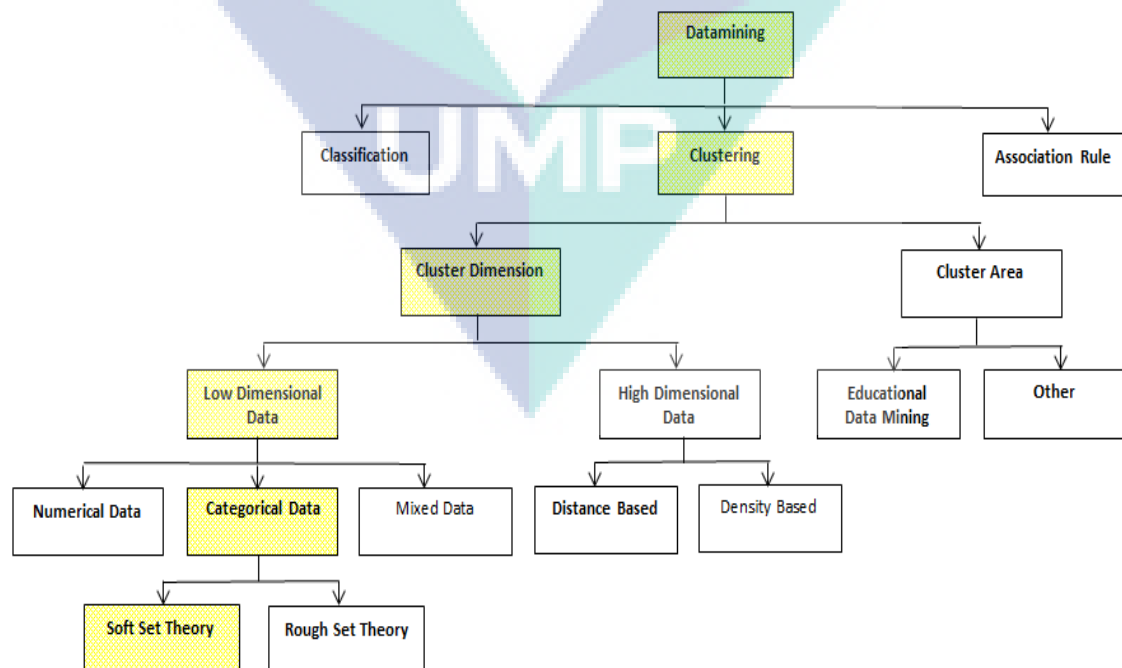 Datamining
UMP
Classification
Clustering
Association Rule
Cluster Dimension
Cluster Area
Low Dimensional
Data
High Dimensional
Data
Educational
Data Mining
Other
Numerical Data
Categorical Data
Mixed Data
Distance Based
Density Based
Soft Set Theory
Rough Set Theory